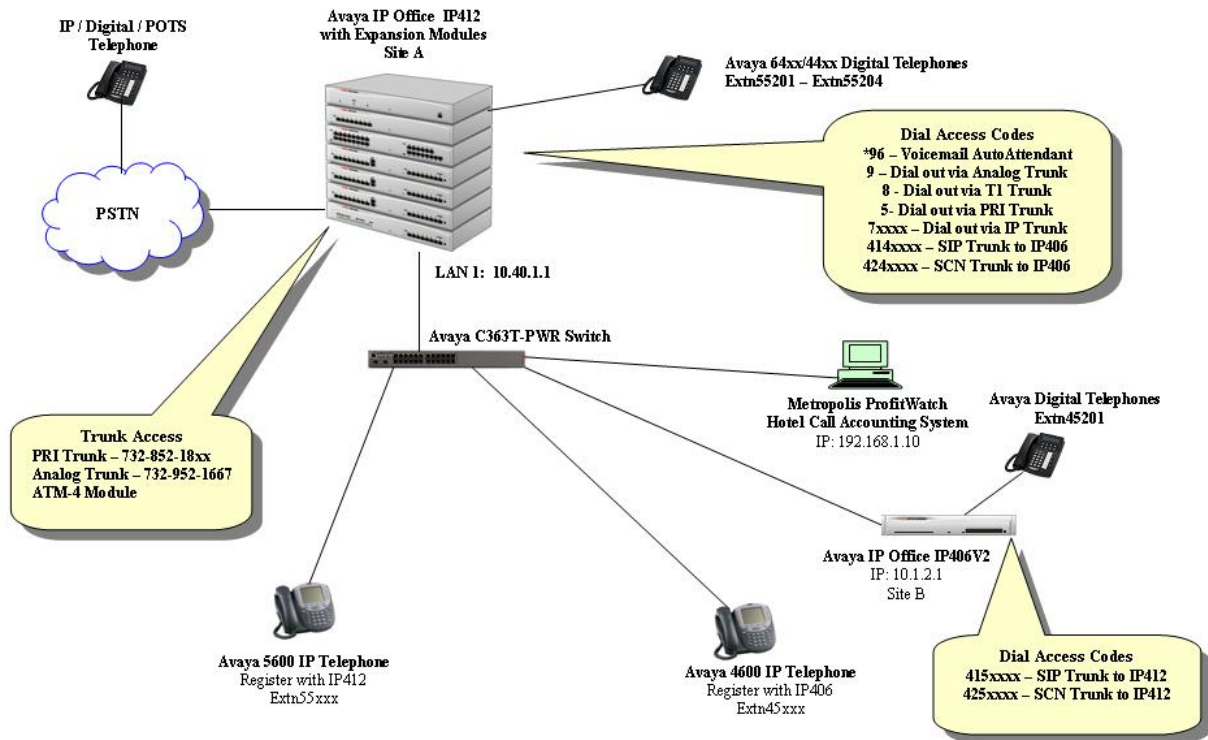 IP / Digital / POTS
Telephone
Avaya IP Office IP412
with Expansion Modules
Site A
Avaya 64xx/44xx Digital Telephones
Extn55201 – Extn55204
Dial Access Codes
*96 – Voicemail AutoAttendant
9 – Dial out via Analog Trunk
8 - Dial out via T1 Trunk
5- Dial out via PRI Trunk
7xxxx – Dial out via IP Trunk
414xxxx – SIP Trunk to IP406
424xxxx – SCN Trunk to IP406
PSTN
LAN 1: 10.40.1.1
Avaya C363T-PWR Switch
Trunk Access
PRI Trunk – 732-852-18xx
Analog Trunk – 732-952-1667
ATM-4 Module
Metropolis ProfitWatch
Hotel Call Accounting System
IP: 192.168.1.10
Avaya Digital Telephones
Extn45201
Avaya IP Office IP406V2
IP: 10.1.2.1
Site B
Avaya 5600 IP Telephone
Register with IP412
Extn55xxx
Avaya 4600 IP Telephone
Register with IP406
Extn45xxx
Dial Access Codes
415xxxx – SIP Trunk to IP412
425xxxx – SCN Trunk to IP412